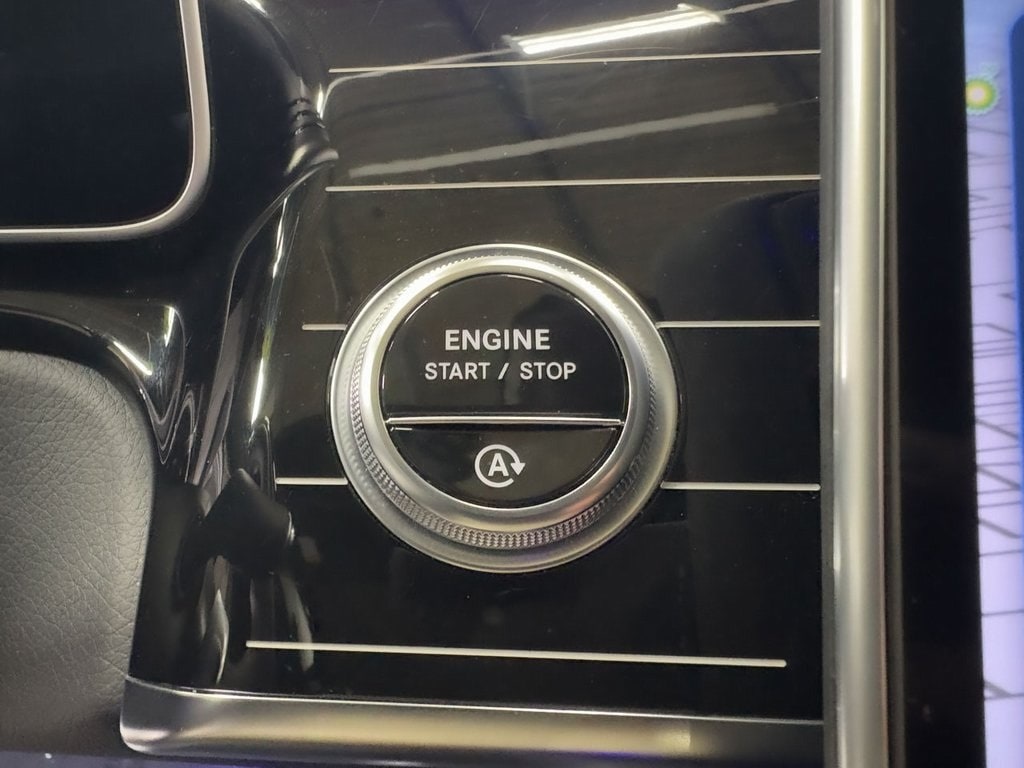 ENGINE
START / STOP
A